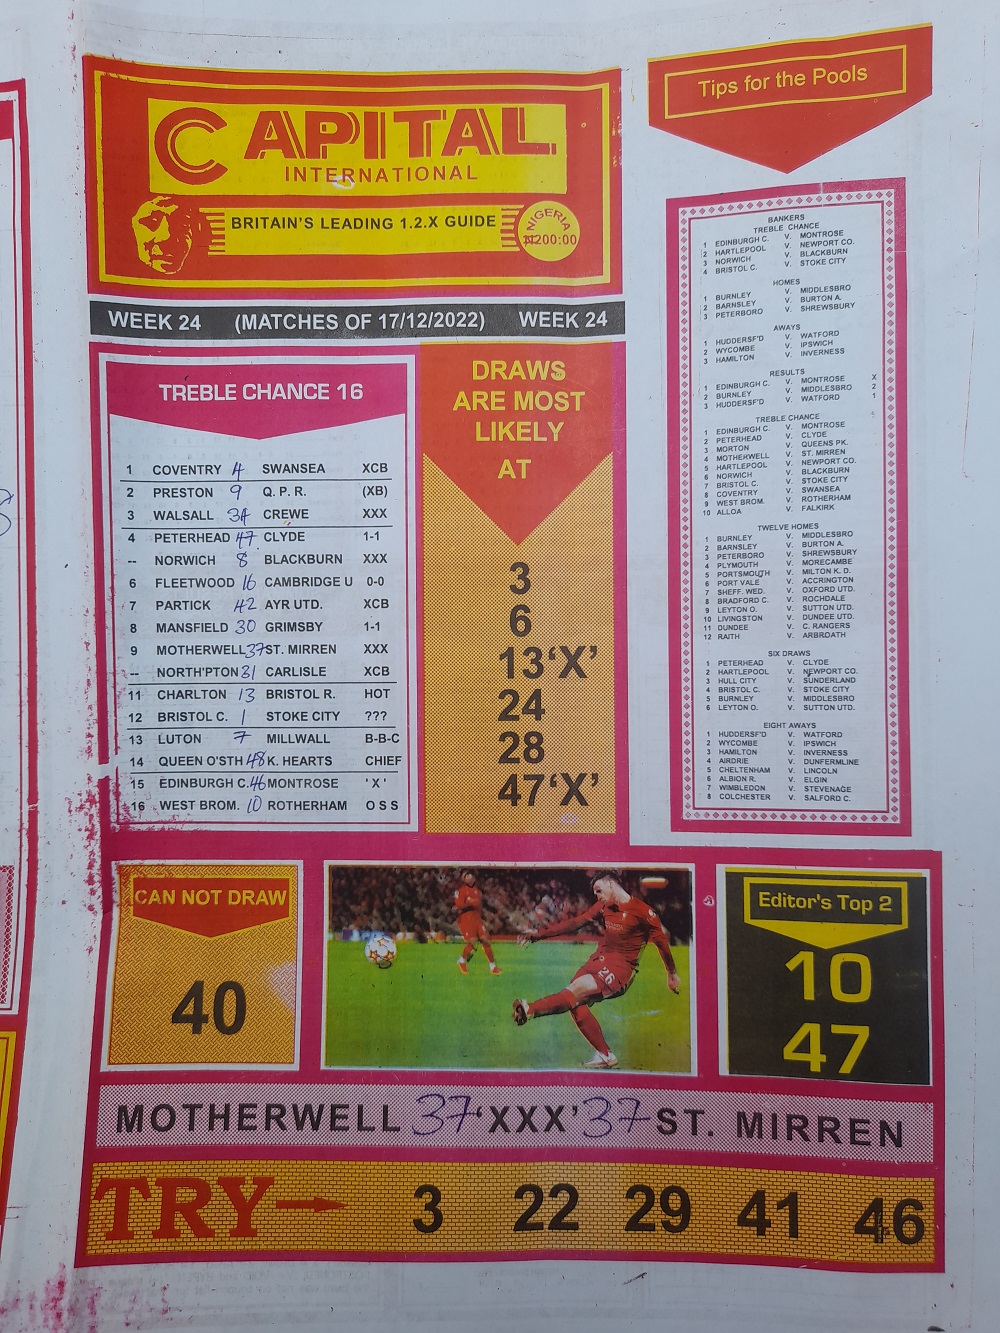 CAPITAL
INTERNATIONAL
BRITAIN'S LEADING 1.2.X GUIDE
NIGERIA
₦200:00
WEEK 24 (MATCHES OF 17/12/2022) WEEK 24
TREBLE CHANCE 16
1 COVENTRY 4 SWANSEA XCB
2 PRESTON 9 Q. P. R. (XB)
3 WALSALL 34 CREWE XXX
4 PETERHEAD 47 CLYDE 1-1
-- NORWICH 8 BLACKBURN XXX
6 FLEETWOOD 16 CAMBRIDGE U 0-0
7 PARTICK 42 AYR UTD. XCB
8 MANSFIELD 30 GRIMSBY 1-1
9 MOTHERWELL 37 ST. MIRREN XXX
-- NORTH'PTON 31 CARLISLE XCB
11 CHARLTON 13 BRISTOL R. HOT
12 BRISTOL C. 1 STOKE CITY ???
13 LUTON 7 MILLWALL B-B-C
14 QUEEN O'STH 48 K. HEARTS CHIEF
15 EDINBURGH C. 46 MONTROSE 'X'
16 WEST BROM. 10 ROTHERHAM O S S
DRAWS
ARE MOST
LIKELY
AT
3
6
13'X'
24
28
47'X'
Tips for the Pools
BANKERS
TREBLE CHANCE
1 EDINBURGH C. V. MONTROSE
2 HARTLEPOOL V. NEWPORT CO.
3 NORWICH V. BLACKBURN
4 BRISTOL C. V. STOKE CITY
HOMES
1 BURNLEY V. MIDDLESBRO
2 BARNSLEY V. BURTON A.
3 PETERBORO V. SHREWSBURY
AWAYS
1 HUDDERSF'D V. WATFORD
2 WYCOMBE V. IPSWICH
3 HAMILTON V. INVERNESS
RESULTS
1 EDINBURGH C. V. MONTROSE X
2 BURNLEY V. MIDDLESBRO 2
3 HUDDERSF'D V. WATFORD 1
TREBLE CHANCE
1 EDINBURGH C. V. MONTROSE
2 PETERHEAD V. CLYDE
3 MORTON V. QUEENS PK.
4 MOTHERWELL V. ST. MIRREN
5 HARTLEPOOL V. NEWPORT CO.
6 NORWICH V. BLACKBURN
7 BRISTOL C. V. STOKE CITY
8 COVENTRY V. SWANSEA
9 WEST BROM. V. ROTHERHAM
10 ALLOA V. FALKIRK
TWELVE HOMES
1 BURNLEY V. MIDDLESBRO
2 BARNSLEY V. BURTON A.
3 PETERBORO V. SHREWSBURY
4 PLYMOUTH V. MORECAMBE
5 PORTSMOUTH V. MILTON K. D.
6 PORT VALE V. ACCRINGTON
7 SHEFF. WED. V. OXFORD UTD.
8 BRADFORD C. V. ROCHDALE
9 LEYTON O. V. SUTTON UTD.
10 LIVINGSTON V. DUNDEE UTD.
11 DUNDEE V. C. RANGERS
12 RAITH V. ARBROATH
SIX DRAWS
1 PETERHEAD V. CLYDE
2 HARTLEPOOL V. NEWPORT CO.
3 HULL CITY V. SUNDERLAND
4 BRISTOL C. V. STOKE CITY
5 BURNLEY V. MIDDLESBRO
6 LEYTON O. V. SUTTON UTD.
EIGHT AWAYS
1 HUDDERSF'D V. WATFORD
2 WYCOMBE V. IPSWICH
3 HAMILTON V. INVERNESS
4 AIRDRIE V. DUNFERMLINE
5 CHELTENHAM V. LINCOLN
6 ALBION R. V. ELGIN
7 WIMBLEDON V. STEVENAGE
8 COLCHESTER V. SALFORD C.
CAN NOT DRAW
40
26
Editor's Top 2
10
47
MOTHERWELL 37 'XXX' 37 ST. MIRREN
TRY 3 22 29 41 46